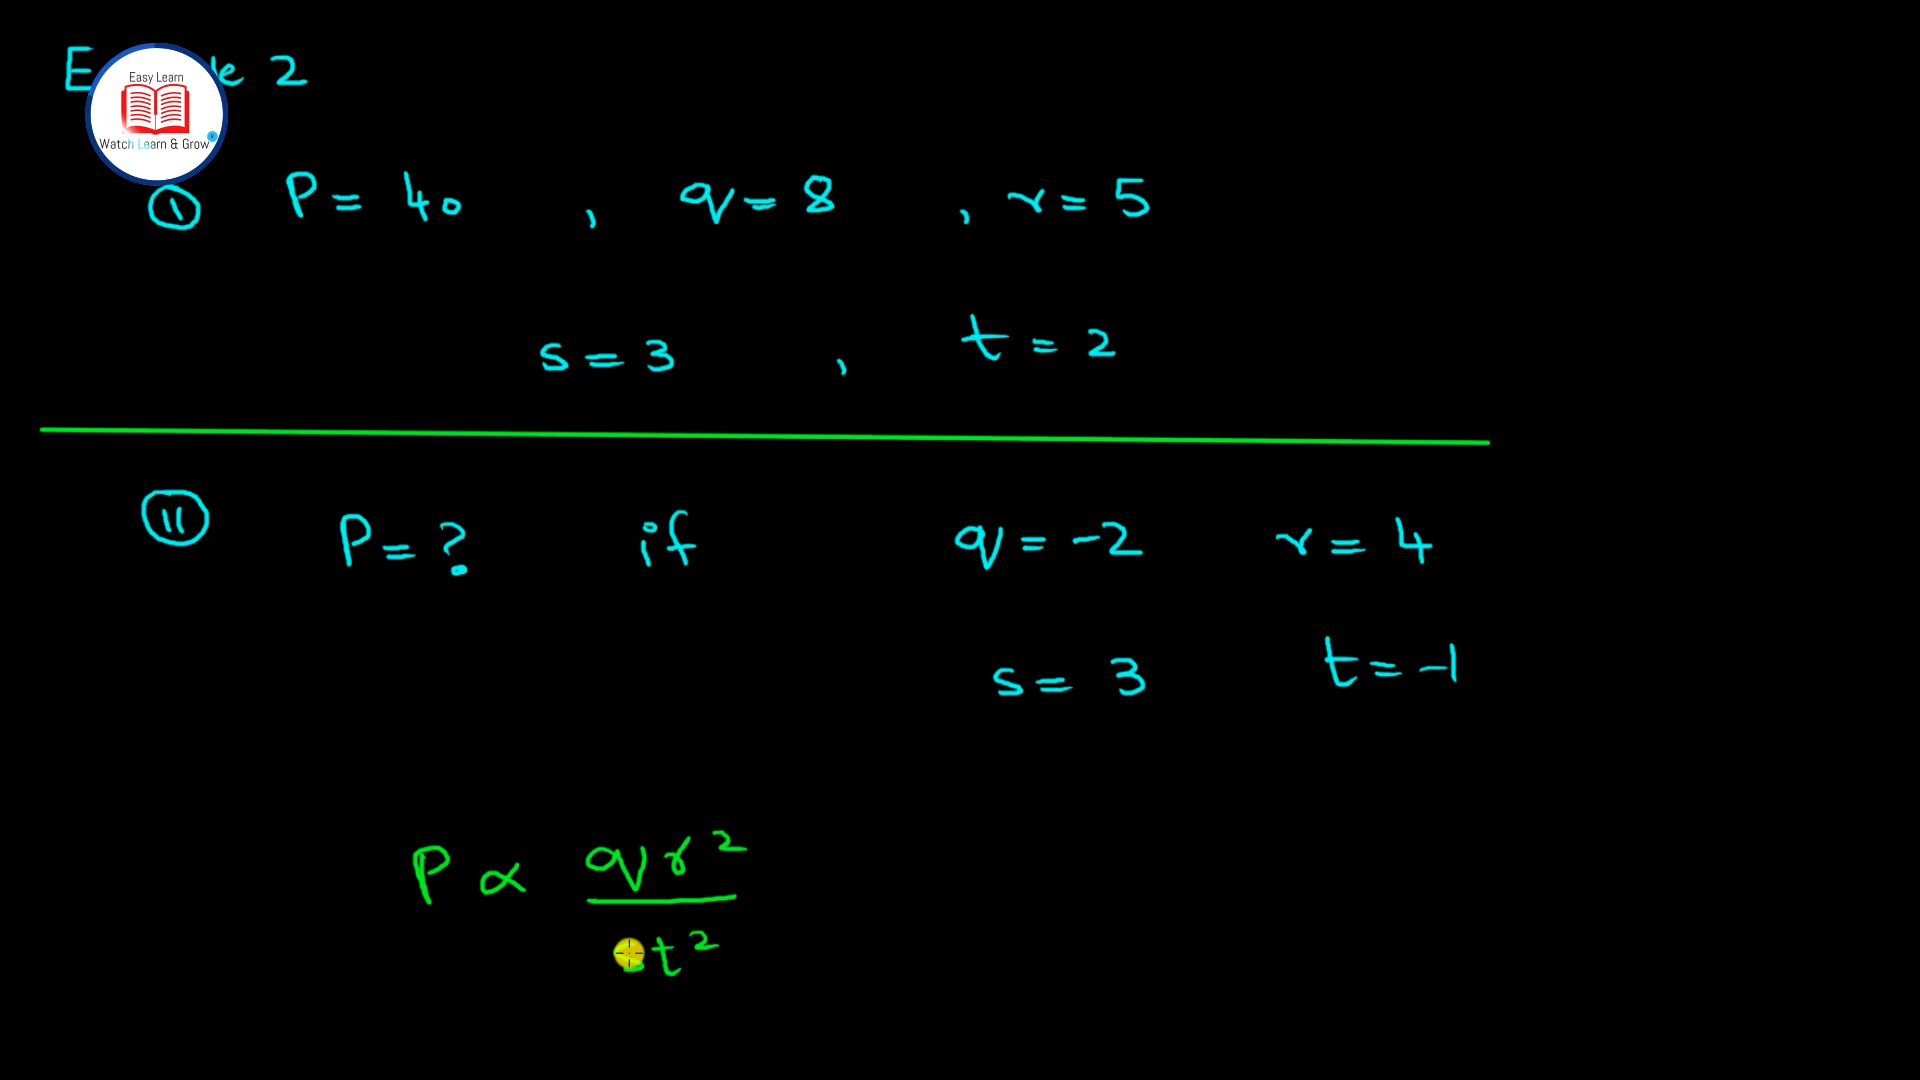 2
Easy Learn
Watch Learn & Grow
① P = 40 , q = 8 , r = 5
s = 3 , t = 2
⑪ P = ? if q = -2 r = 4
s = 3 t = -1
P ∝ qr² / t²